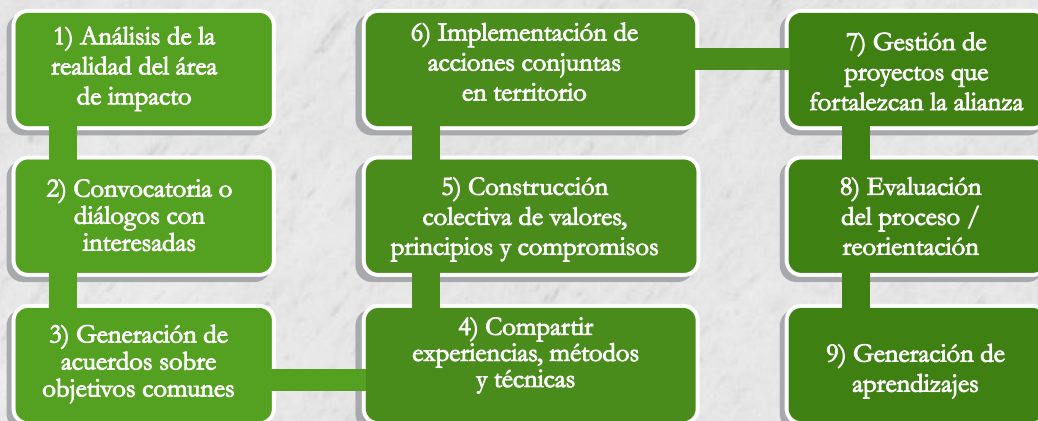 1) Análisis de la
realidad del área
de impacto
2) Convocatoria o
diálogos con
interesadas
3) Generación de
acuerdos sobre
objetivos comunes
4) Compartir
experiencias, métodos
y técnicas
5) Construcción
colectiva de valores,
principios y compromisos
6) Implementación de
acciones conjuntas
en territorio
7) Gestión de
proyectos que
fortalezcan la alianza
8) Evaluación
del proceso /
reorientación
9) Generación de
aprendizajes